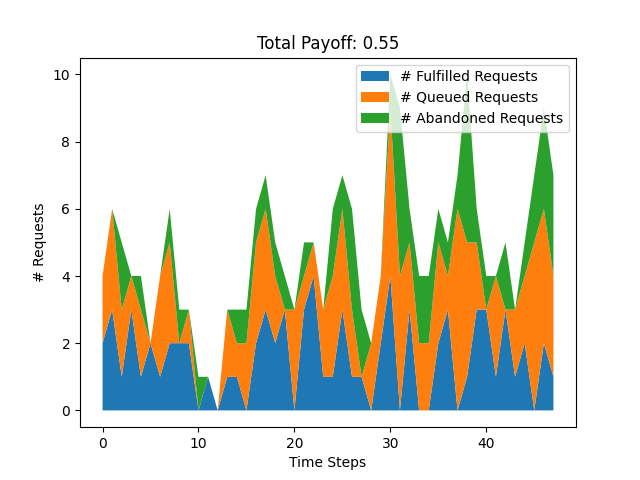 Total Payoff: 0.55
# Fulfilled Requests
# Queued Requests
# Abandoned Requests
# Requests
10
8
6
4
2
0
0
10
20
30
40
Time Steps